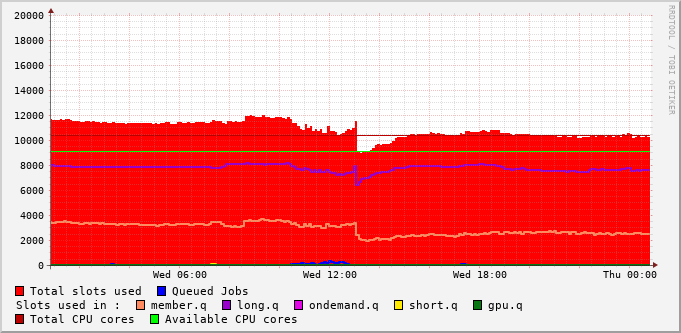 20000
18000
16000
14000
12000
10000
8000
6000
4000
2000
0
Wed 06:00 Wed 12:00 Wed 18:00 Thu 00:00
Total slots used Queued Jobs
Slots used in : member.q long.q ondemand.q short.q gpu.q
Total CPU cores Available CPU cores
RRDTOOL / TOBI OETIKER